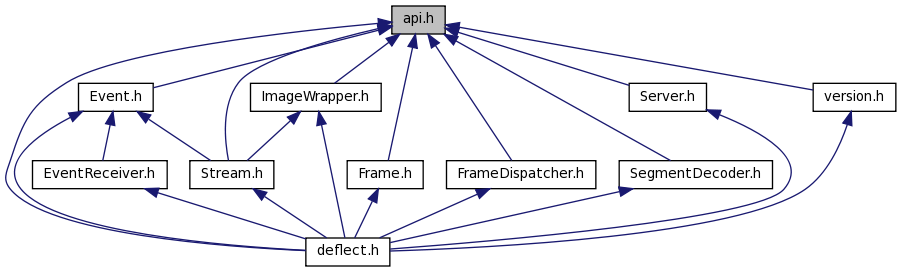 api.h
Event.h
ImageWrapper.h
Server.h
version.h
EventReceiver.h
Stream.h
Frame.h
FrameDispatcher.h
SegmentDecoder.h
deflect.h